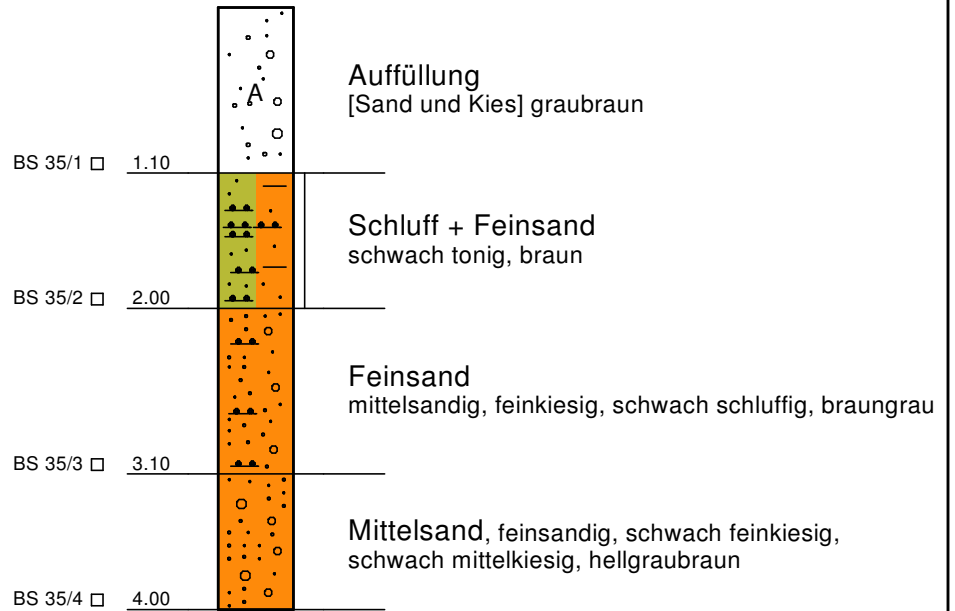 A
Auffüllung
[Sand und Kies] graubraun
BS 35/1 1.10
Schluff + Feinsand
schwach tonig, braun
BS 35/2 2.00
Feinsand
mittelsandig, feinkiesig, schwach schluffig, braungrau
BS 35/3 3.10
Mittelsand, feinsandig, schwach feinkiesig,
schwach mittelkiesig, hellgraubraun
BS 35/4 4.00